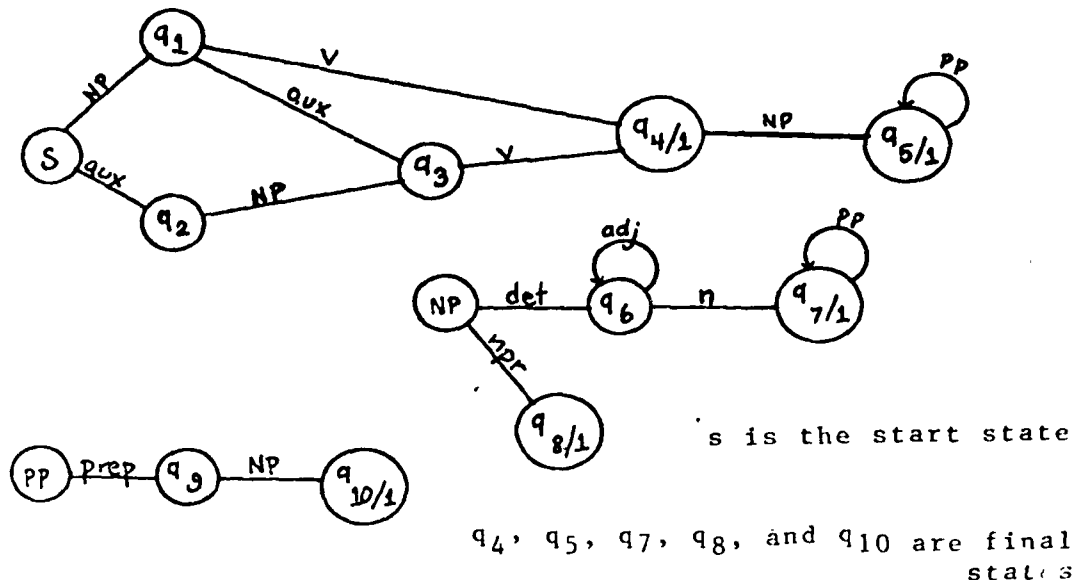 q1
V
PP
NP
aux
q4/1
NP
q5/1
S
q3
V
aux
NP
q2
adj
PP
NP
det
q6
n
q7/1
npr
q8/1
s is the start state
PP
prep
q9
NP
q10/1
q4, q5, q7, q8, and q10 are final
states